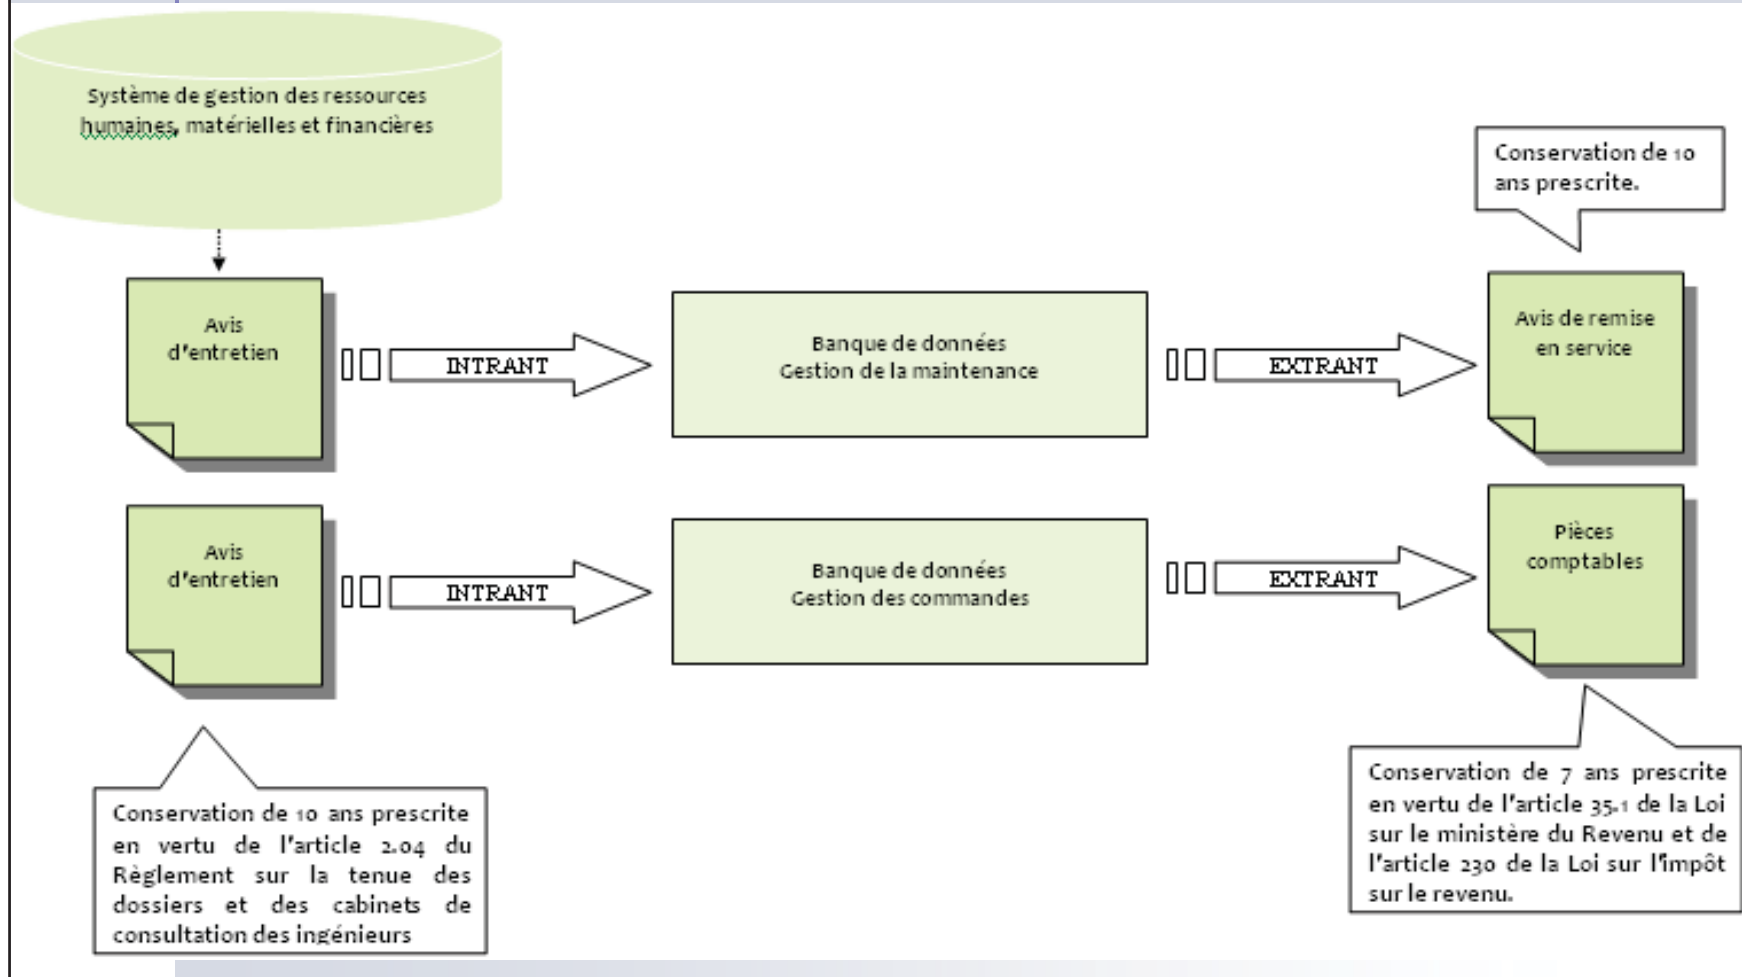 Système de gestion des ressources
humaines, matérielles et financières
Conservation de 10
ans prescrite.
Avis
d'entretien
INTRANT
Banque de données
Gestion de la maintenance
EXTRANT
Avis de remise
en service
Avis
d'entretien
INTRANT
Banque de données
Gestion des commandes
EXTRANT
Pièces
comptables
Conservation de 10 ans prescrite
en vertu de l'article 2.04 du
Règlement sur la tenue des
dossiers et des cabinets de
consultation des ingénieurs
Conservation de 7 ans prescrite
en vertu de l'article 35.1 de la Loi
sur le ministère du Revenu et de
l'article 230 de la Loi sur l'impôt
sur le revenu.